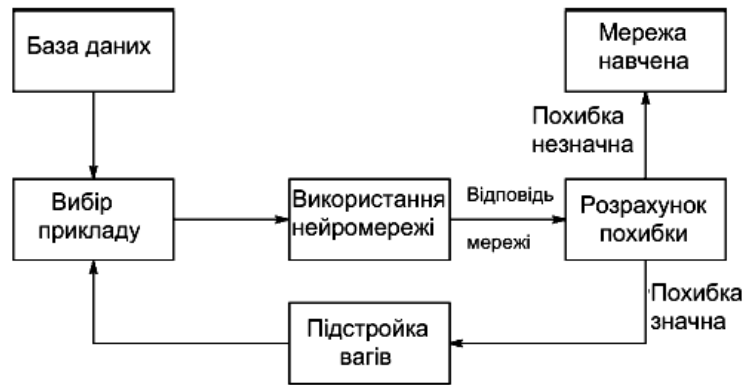 База даних
Мережа
навчена
Похибка
незначна
Вибір
прикладу
Використання
нейромережі
Відповідь
мережі
Розрахунок
похибки
Похибка
значна
Підстройка
вагів